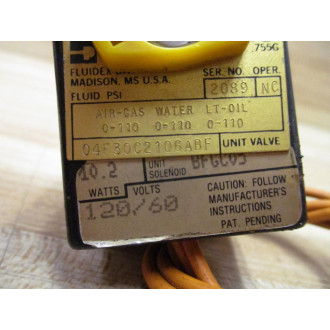 755G
FLUIDEX
SER. NO. OPER.
MADISON, MS U.S.A.
2089 NC
FLUID PSI
AIR-GAS WATER LT-OIL
0-110 0-110 0-110
UNIT VALVE
10.2 UNIT SOLENOID
WATTS VOLTS
120/60
CAUTION: FOLLOW
MANUFACTURER'S
INSTRUCTIONS
PAT. PENDING